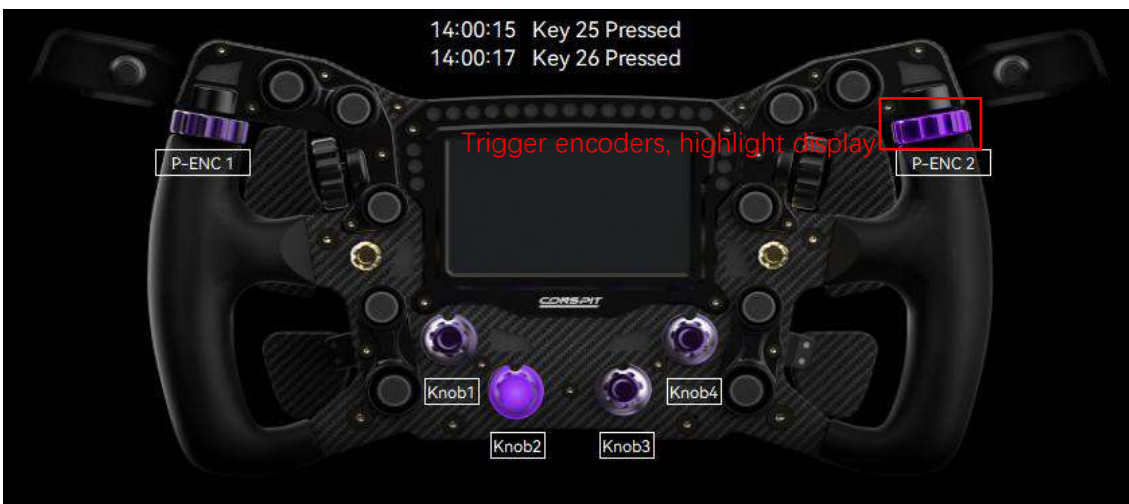 14:00:15 Key 25 Pressed
14:00:17 Key 26 Pressed
Trigger encoders, highlight display
P-ENC 1
P-ENC 2
CORSPIT
Knob1
Knob4
Knob2
Knob3